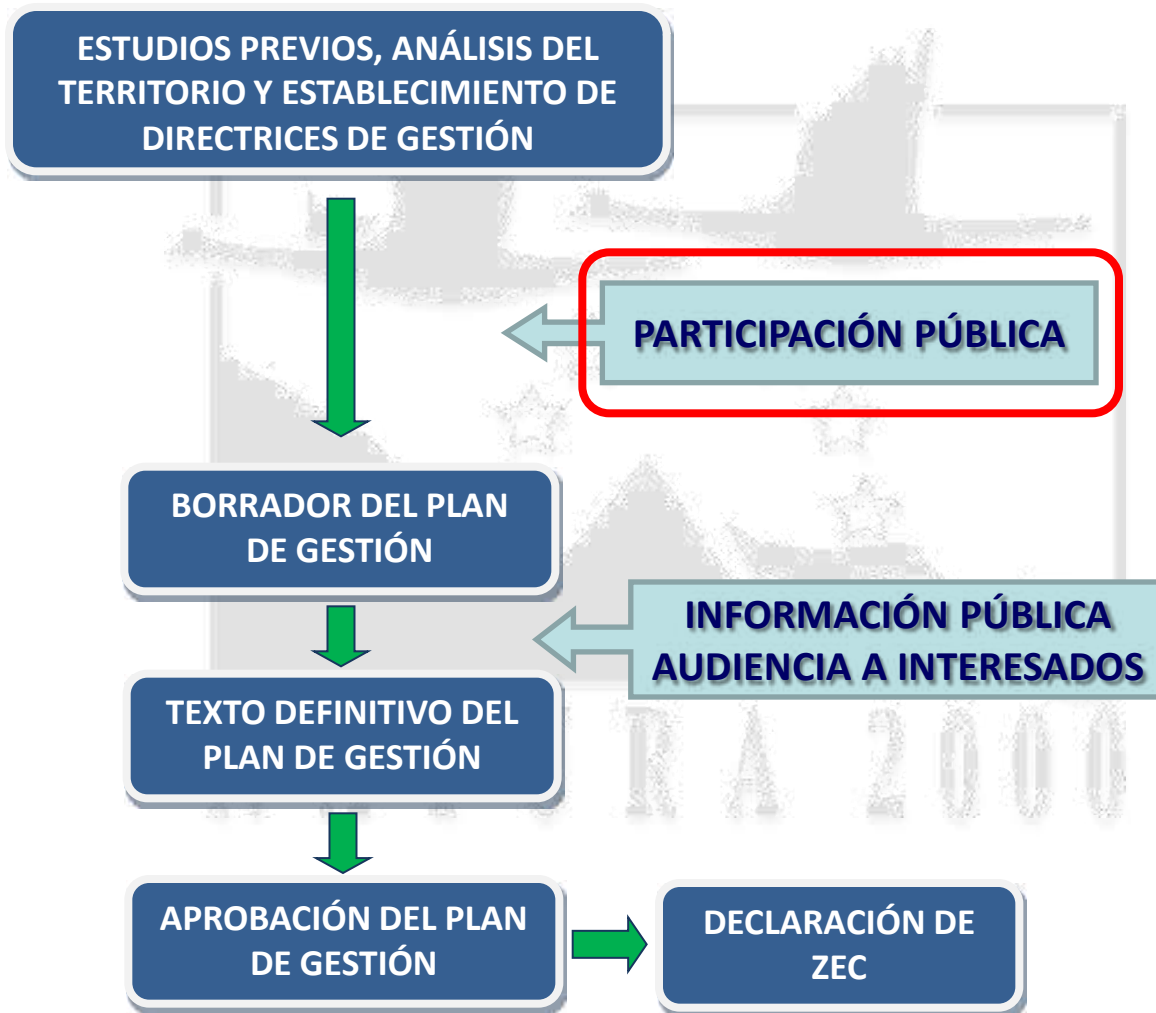 ESTUDIOS PREVIOS, ANÁLISIS DEL
TERRITORIO Y ESTABLECIMIENTO DE
DIRECTRICES DE GESTIÓN
PARTICIPACIÓN PÚBLICA
BORRADOR DEL PLAN
DE GESTIÓN
INFORMACIÓN PÚBLICA
AUDIENCIA A INTERESADOS
TEXTO DEFINITIVO DEL
PLAN DE GESTIÓN
R A 2000
APROBACIÓN DEL PLAN
DE GESTIÓN
DECLARACIÓN DE
ZEC